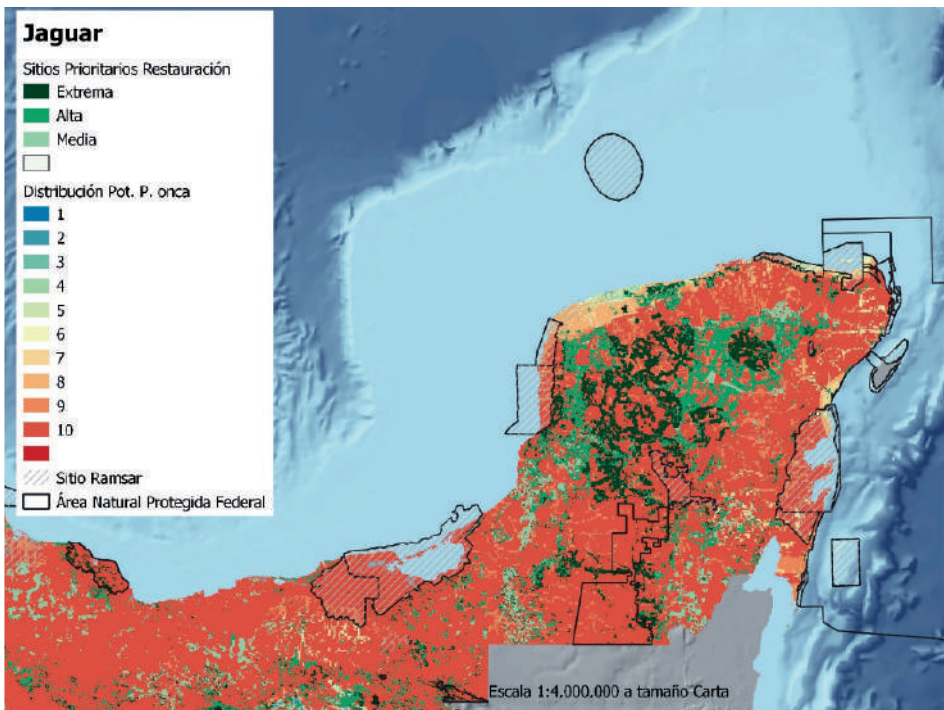 Jaguar
Sitios Prioritarios Restauración
Extrema
Alta
Media
Distribución Pot. P. onca
1
2
3
4
5
6
7
8
9
10
Sitio Ramsar
Área Natural Protegida Federal
Escala 1:4,000,000 a tamaño Carta